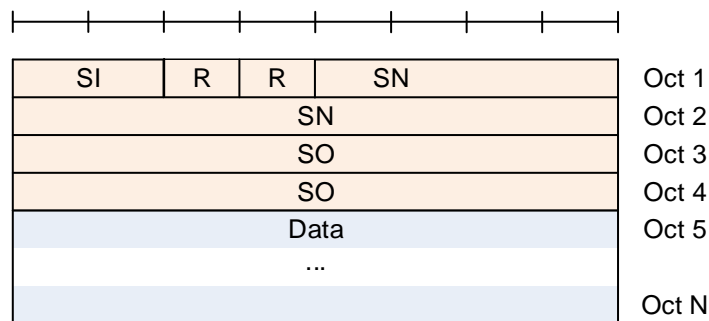 SI R R SN Oct 1
SN Oct 2
SO Oct 3
SO Oct 4
Data Oct 5
...
Oct N